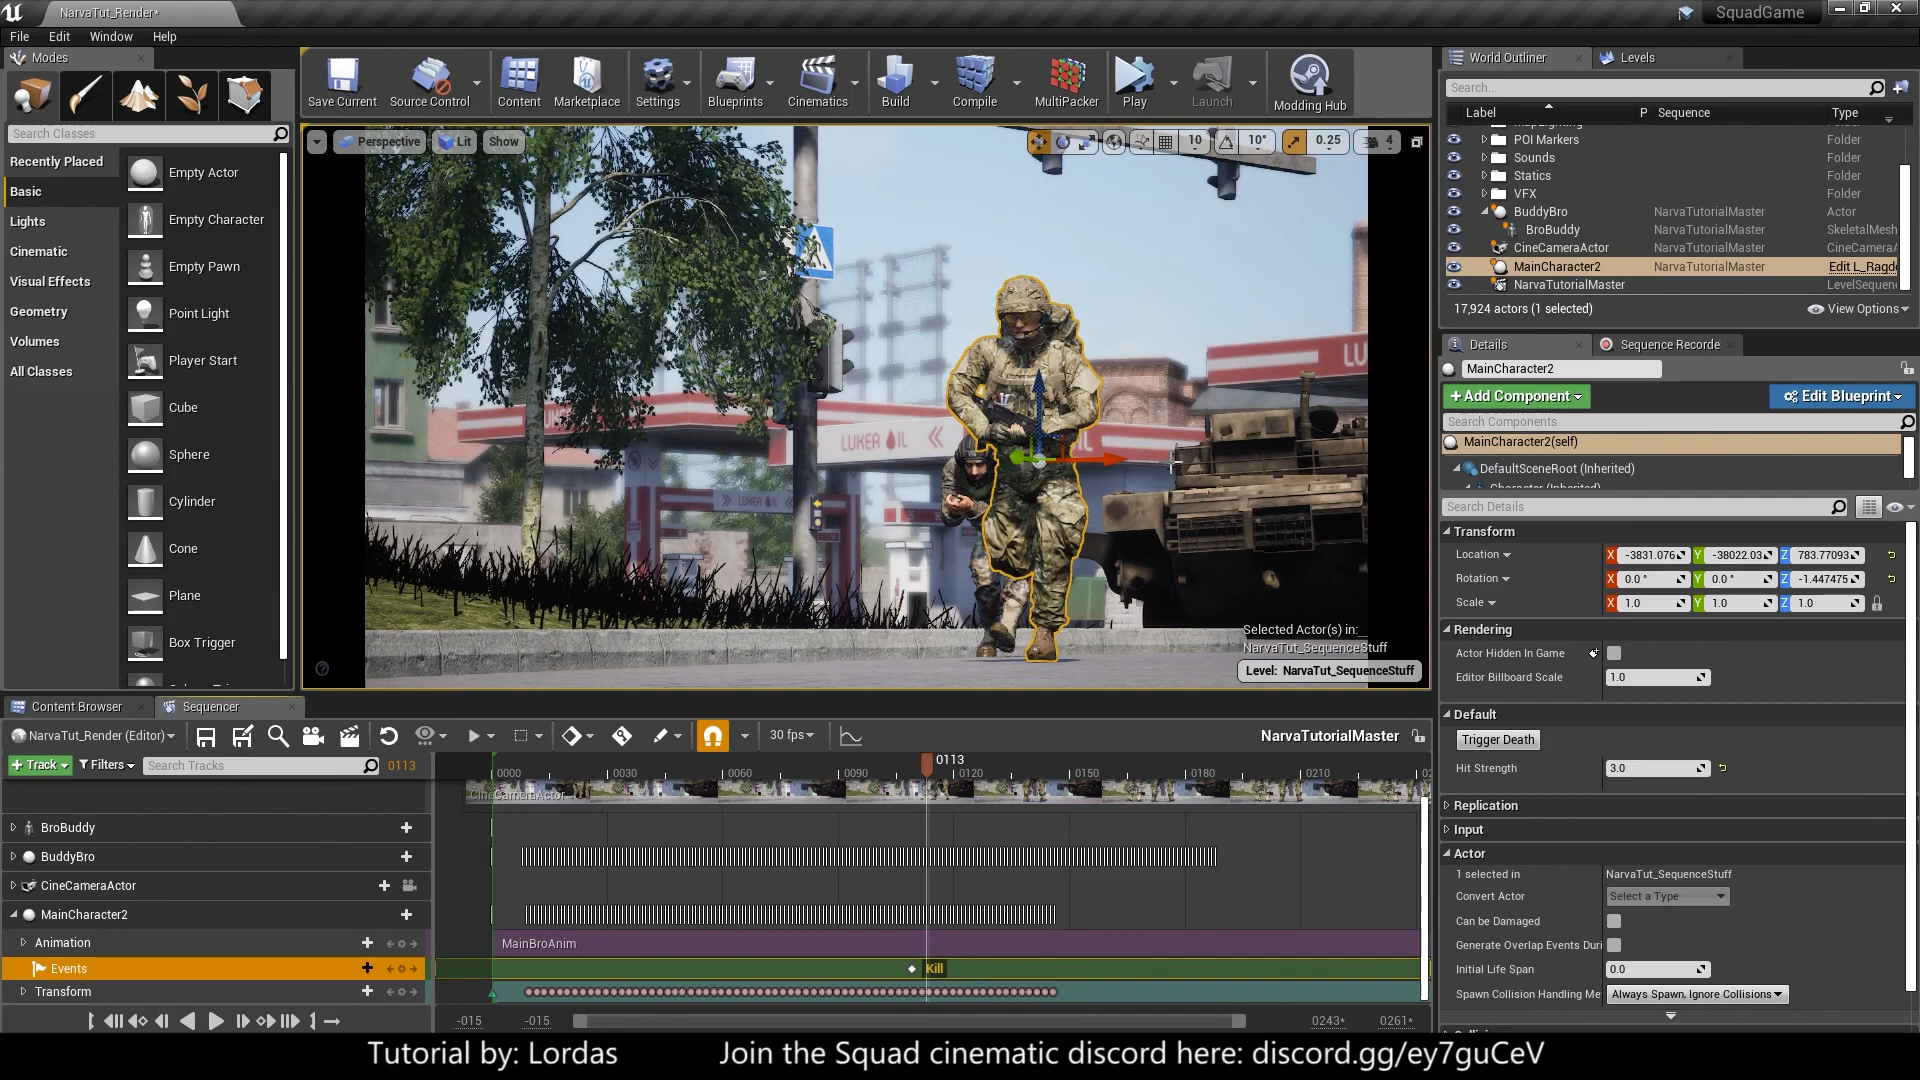 NarvaTut_Render*
SquadGame
File Edit Window Help
Modes
Search Classes
Recently Placed
Basic
Lights
Cinematic
Visual Effects
Geometry
Volumes
All Classes
Empty Actor
Empty Character
Empty Pawn
Point Light
Player Start
Cube
Sphere
Cylinder
Cone
Plane
Box Trigger
Save Current Source Control Content Marketplace Settings Blueprints Cinematics Build Compile MultiPacker Play Launch Modding Hub
Perspective Lit Show
10 10° 0.25 4
LUKER OIL
LUKER OIL
LU
Selected Actor(s) in:
NarvaTut_SequenceStuff
Level: NarvaTut_SequenceStuff
World Outliner Levels
Search...
Label P Sequence Type
POI Markers Folder
Sounds Folder
Statics Folder
VFX Folder
BuddyBro NarvaTutorialMaster Actor
BroBuddy NarvaTutorialMaster SkeletalMesh
CineCameraActor NarvaTutorialMaster CineCameraA
MainCharacter2 NarvaTutorialMaster Edit L_Ragdo
NarvaTutorialMaster LevelSequen
17,924 actors (1 selected) View Options
Details Sequence Recorde
MainCharacter2
+Add Component Edit Blueprint
Search Components
MainCharacter2(self)
DefaultSceneRoot (Inherited)
Character (Inherited)
Search Details
Transform
Location X -3831.076 Y -38022.03 Z 783.77093
Rotation X 0.0 ° Y 0.0 ° Z -1.447475
Scale X 1.0 Y 1.0 Z 1.0
Rendering
Actor Hidden In Game
Editor Billboard Scale 1.0
Default
Trigger Death
Hit Strength 3.0
Replication
Input
Actor
1 selected in NarvaTut_SequenceStuff
Convert Actor Select a Type
Can be Damaged
Generate Overlap Events Duri
Initial Life Span 0.0
Spawn Collision Handling Me Always Spawn, Ignore Collisions
Content Browser Sequencer
NarvaTut_Render (Editor) 30 fps NarvaTutorialMaster
+Track Filters Search Tracks 0113
0113
0000 0030 0060 0090 0120 0150 0180 0210
CineCameraActor
BroBuddy
BuddyBro
CineCameraActor
MainCharacter2
Animation
MainBroAnim
Events
Kill
Transform
-015 -015 0243* 0261*
Tutorial by: Lordas Join the Squad cinematic discord here: discord.gg/ey7guCeV